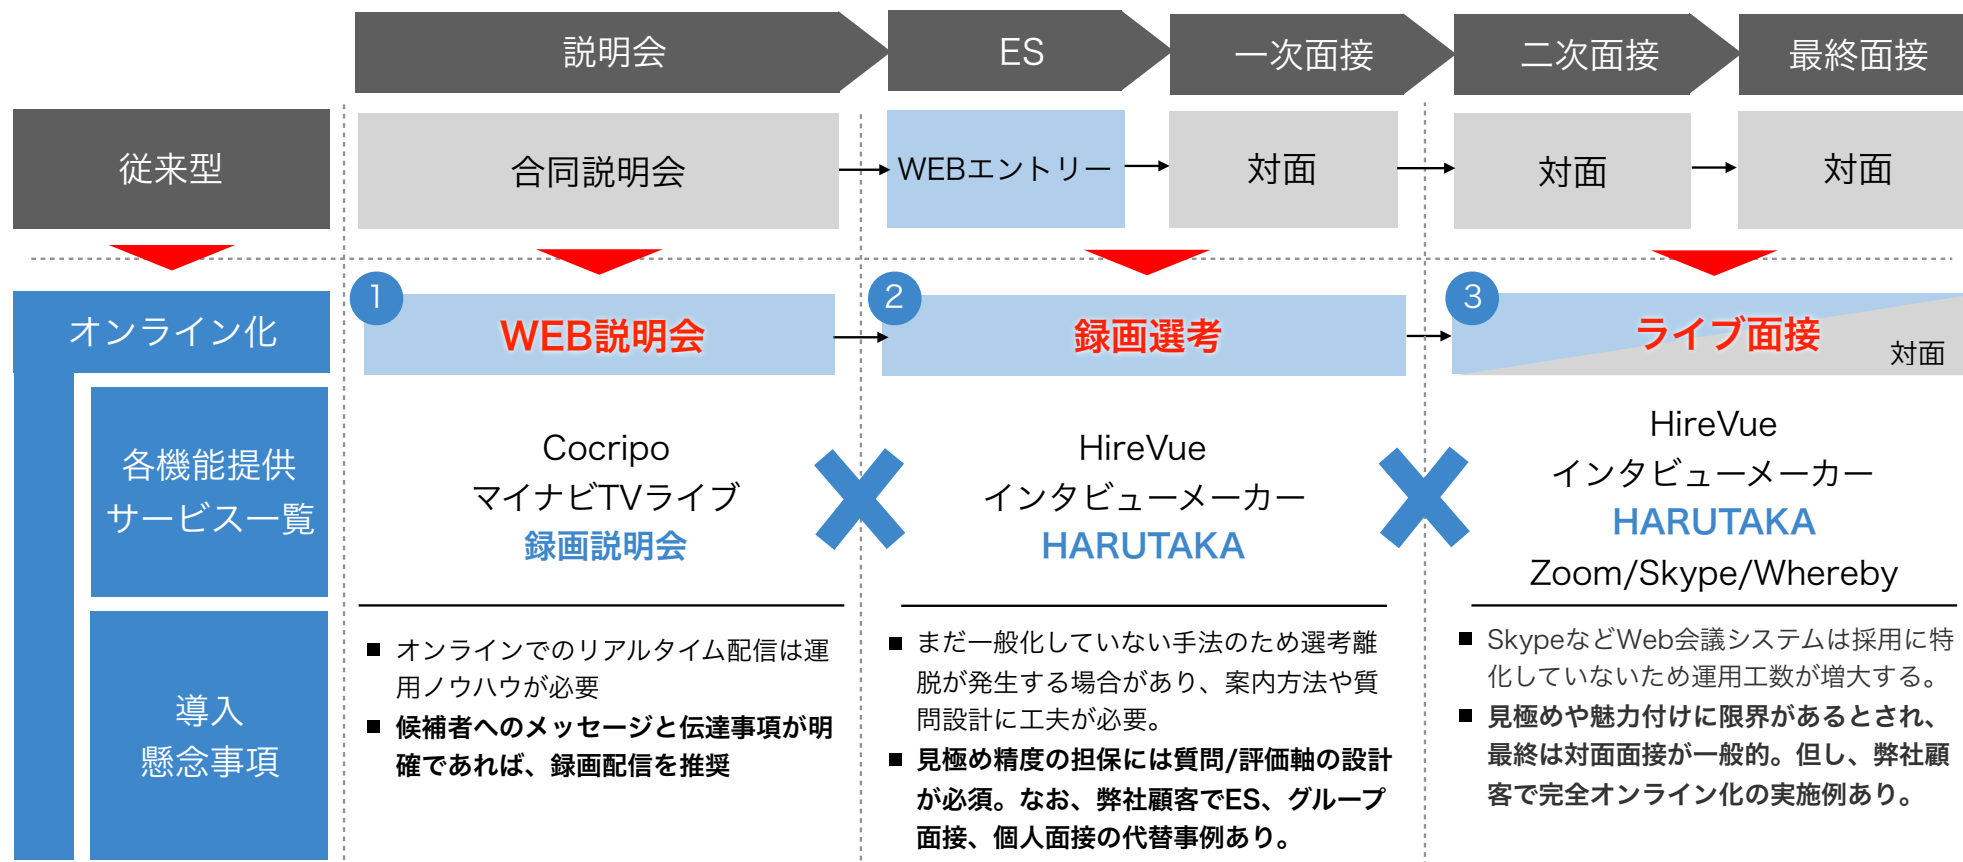 説明会
ES
一次面接
二次面接
最終面接
従来型
合同説明会
WEBエントリー
対面
対面
対面
オンライン化
1
WEB説明会
2
録画選考
3
ライブ面接
対面
各機能提供
サービス一覧
Cocripo
マイナビTVライブ
録画説明会
HireVue
インタビューメーカー
HARUTAKA
HireVue
インタビューメーカー
HARUTAKA
Zoom/Skype/Whereby
導入
懸念事項
オンラインでのリアルタイム配信は運
用ノウハウが必要
候補者へのメッセージと伝達事項が明
確であれば、録画配信を推奨
まだ一般化していない手法のため選考離
脱が発生する場合があり、案内方法や質
問設計に工夫が必要。
見極め精度の担保には質問/評価軸の設計
が必須。なお、弊社顧客でES、グループ
面接、個人面接の代替事例あり。
SkypeなどWeb会議システムは採用に特
化していないため運用工数が増大する。
見極めや魅力付けに限界があるとされ、
最終は対面面接が一般的。但し、弊社顧
客で完全オンライン化の実施例あり。